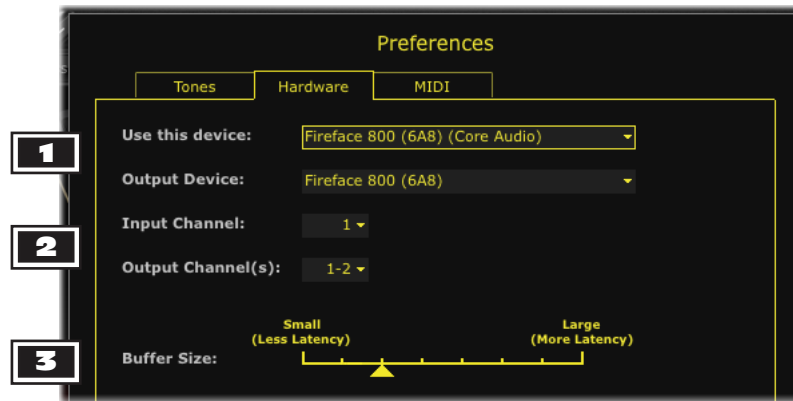 Preferences
Tones Hardware MIDI
1
Use this device: Fireface 800 (6A8) (Core Audio)
Output Device: Fireface 800 (6A8)
2
Input Channel: 1
Output Channel(s): 1-2
Small Large
(Less Latency) (More Latency)
3
Buffer Size: